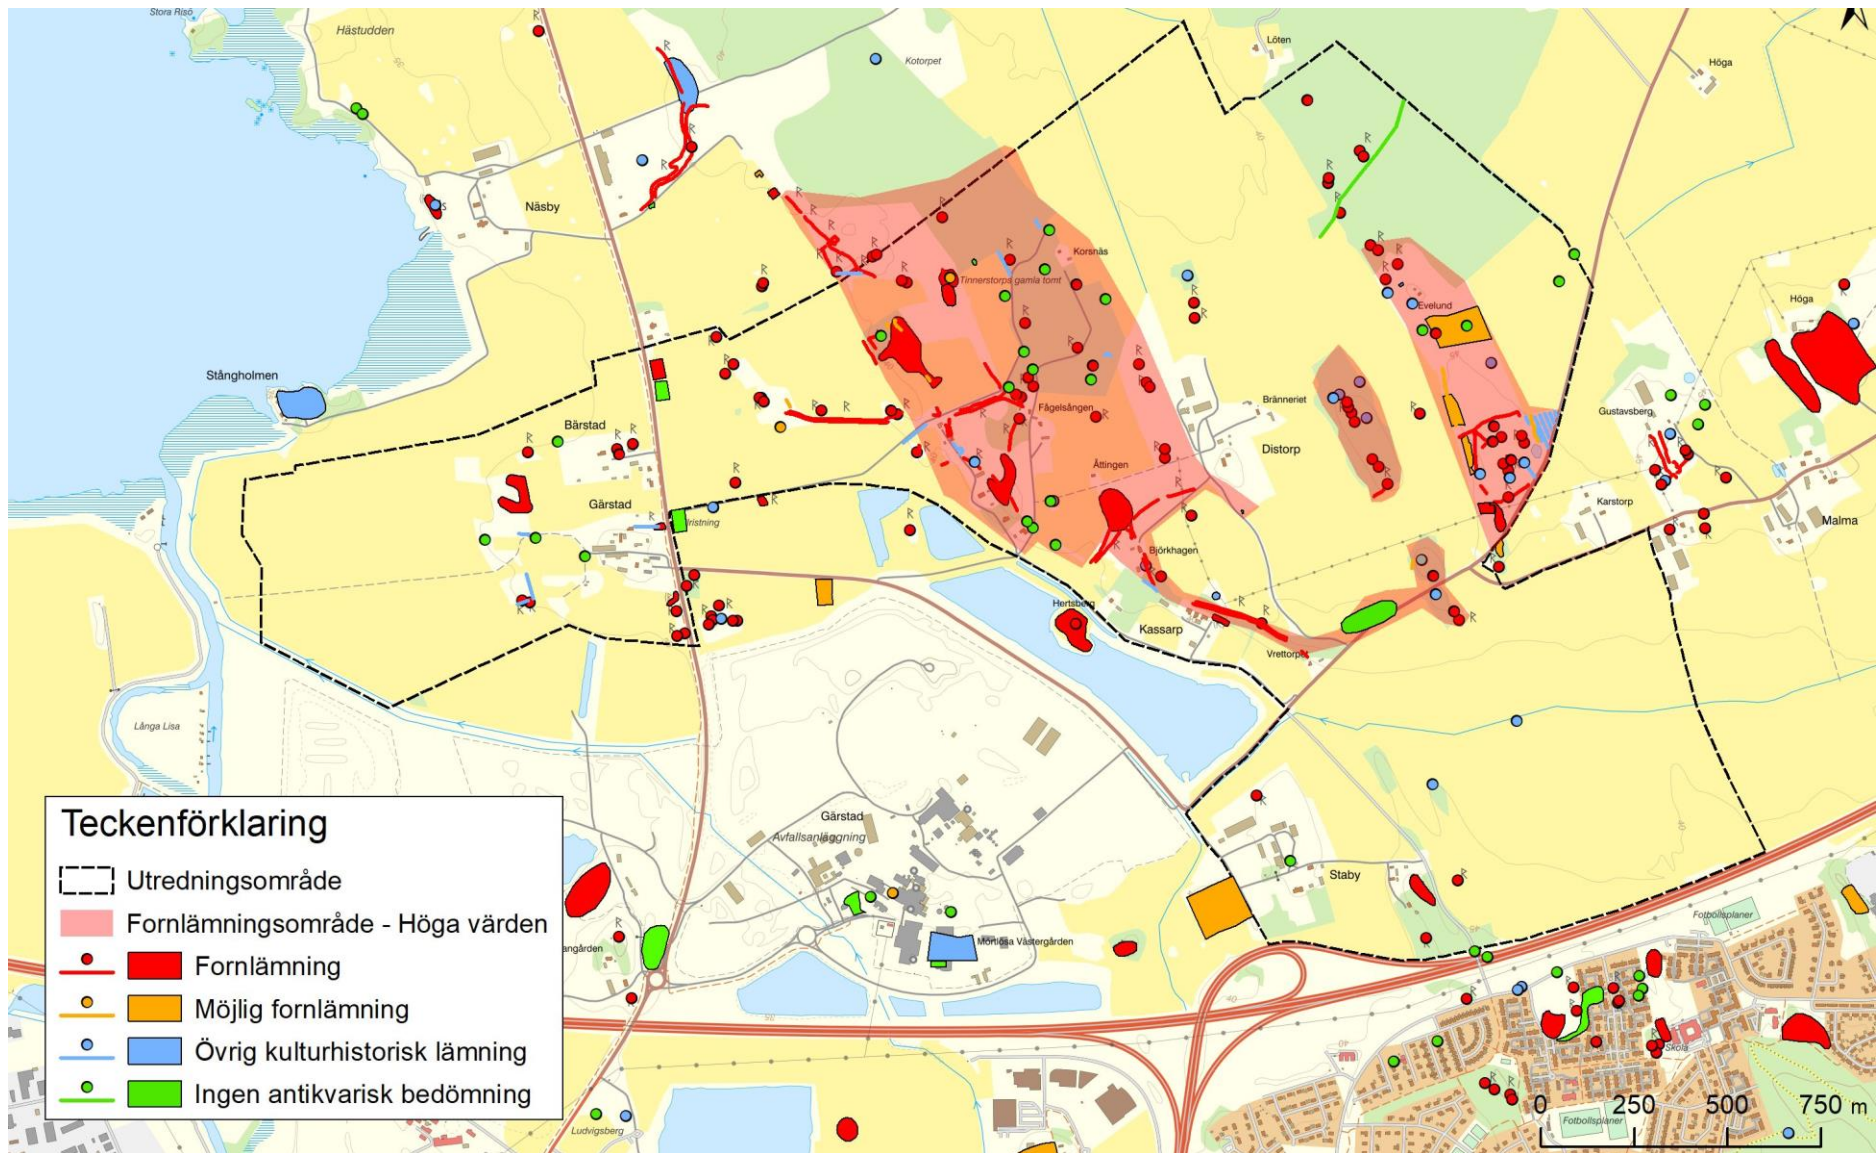 Stora Risö
Hästudden
Kotorpet
Löten
Höga
Näsby
Korsnäs
Tinnerstorps gamla tomt
Evelund
Höga
Stångholmen
Bärstad
Fågelsången
Bränneriet
Distorp
Gustavsberg
Åttingen
Gärstad
Karstorp
Malma
ristning
Björkhagen
Hertsberg
Kassarp
Vrettorp
Långa Lisa
Gärstad
Avfallsanläggning
Staby
Mörtlösa Västergården
Fotbollsplaner
Skola
Fotbollsplaner
Ludvigsberg
Teckenförklaring
Utredningsområde
Fornlämningsområde - Höga värden
Fornlämning
Möjlig fornlämning
Övrig kulturhistorisk lämning
Ingen antikvarisk bedömning
0 250 500 750 m